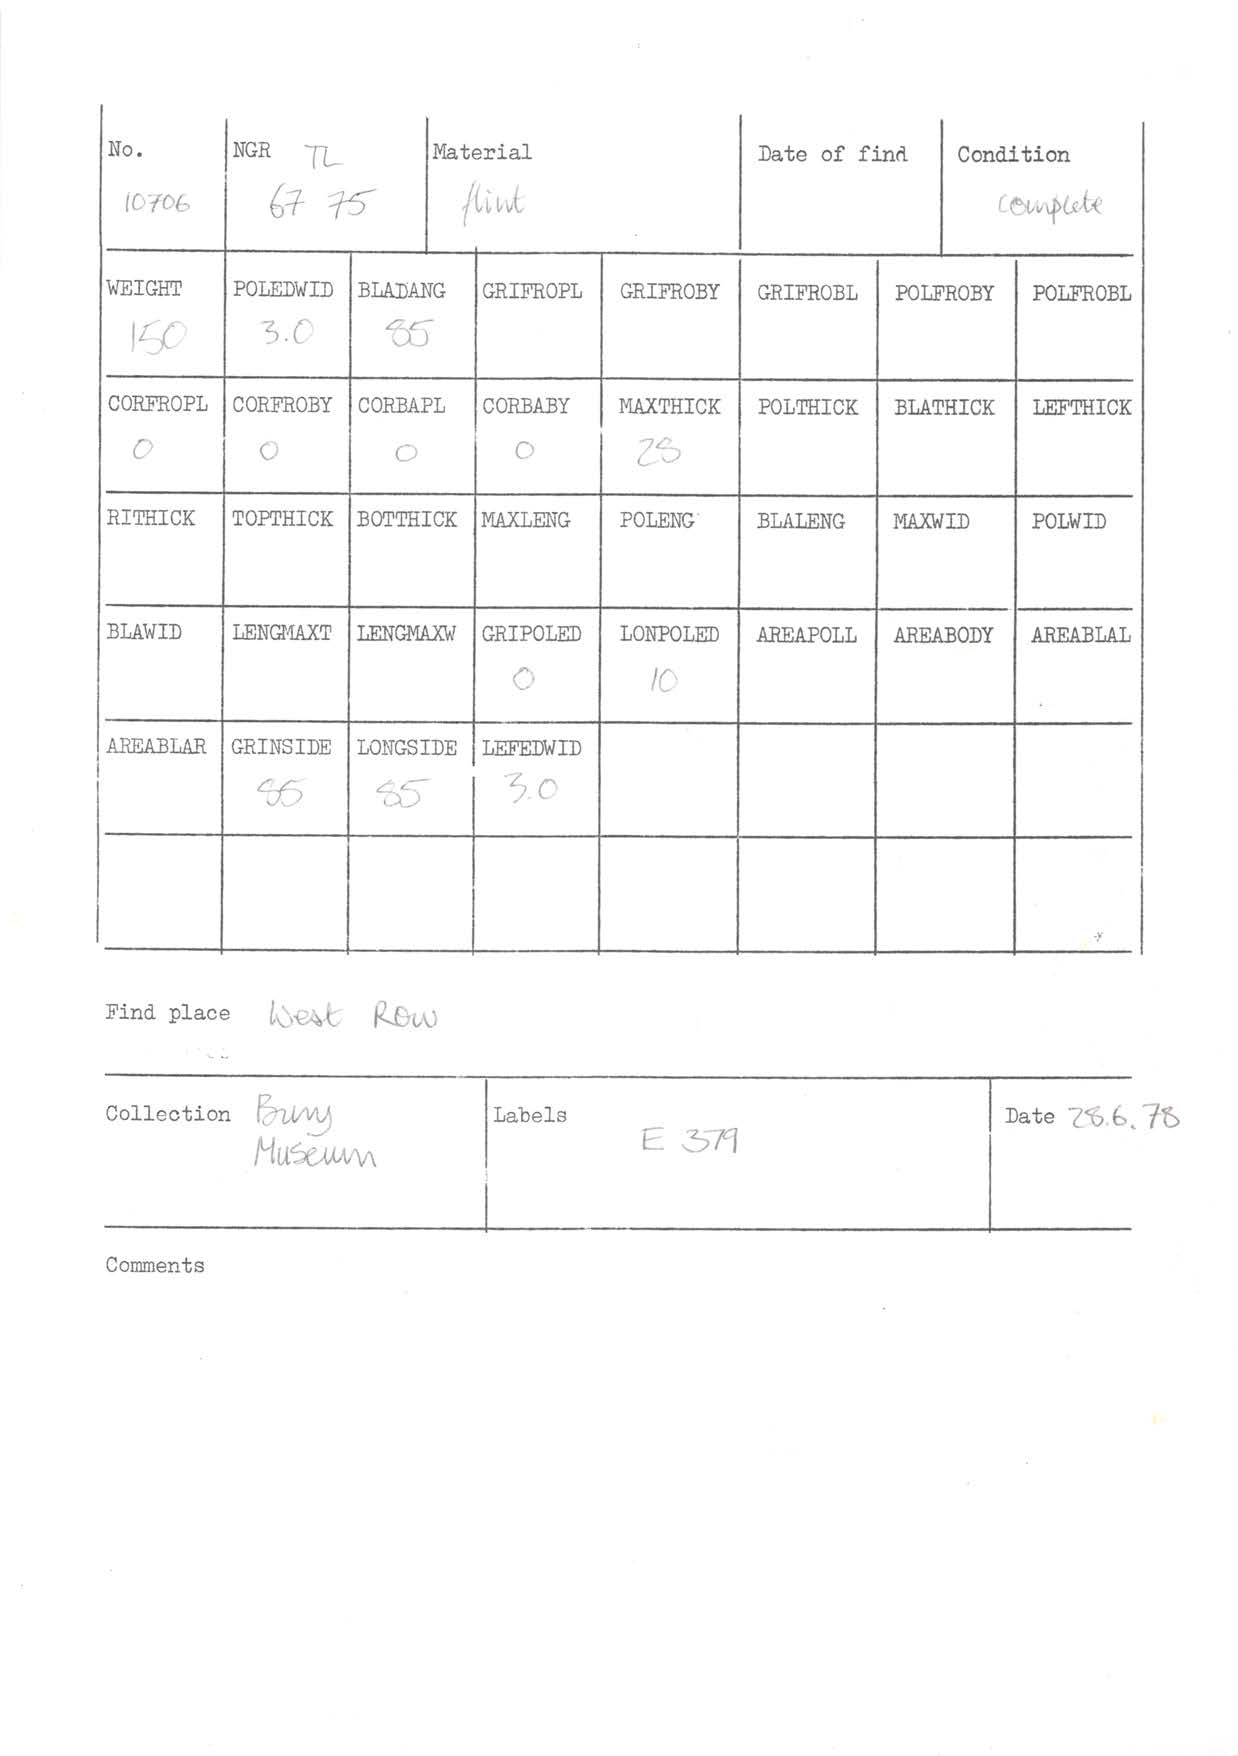 No. NGR TL Material Date of find Condition
10706 67 75 flint complete
WEIGHT POLEDWID BLADANG GRIFROPL GRIFROBY GRIFROBL POLFROBY POLFROBL
150 3.0 85
CORFROPL CORFROBY CORBAPL CORBABY MAXTHICK POLTHICK BLATHICK LEFTHICK
0 0 0 0 28
RITHICK TOPTHICK BOTTHICK MAXLENG POLENG BLALENG MAXWID POLWID
BLAWID LENGMAXT LENGMAXW GRIPOLED LONPOLED AREAPOLL AREABODY AREABLAL
0 10
AREABLAR GRINSIDE LONGSIDE LEFEDWID
85 85 3.0
Find place West Row
Collection Bury Labels Date 28.6.78
Museum E 379
Comments